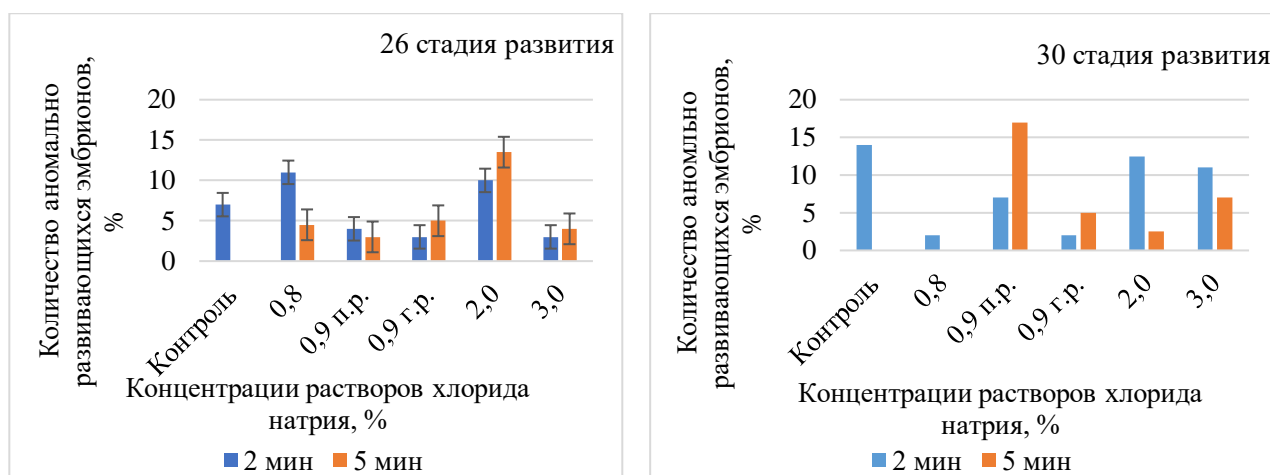 26 стадия развития
Количество аномально
развивающихся эмбрионов,
%
20
15
10
5
0
Контроль
0,8
0,9 п.р.
0,9 г.р.
2,0
3,0
Концентрации растворов хлорида
натрия, %
2 мин
5 мин
30 стадия развития
Количество аномльно
развивающихся эмбрионов,
%
20
15
10
5
0
Контроль
0,8
0,9 п.р.
0,9 г.р.
2,0
3,0
Концентрации растворов хлорида
натрия, %
2 мин
5 мин